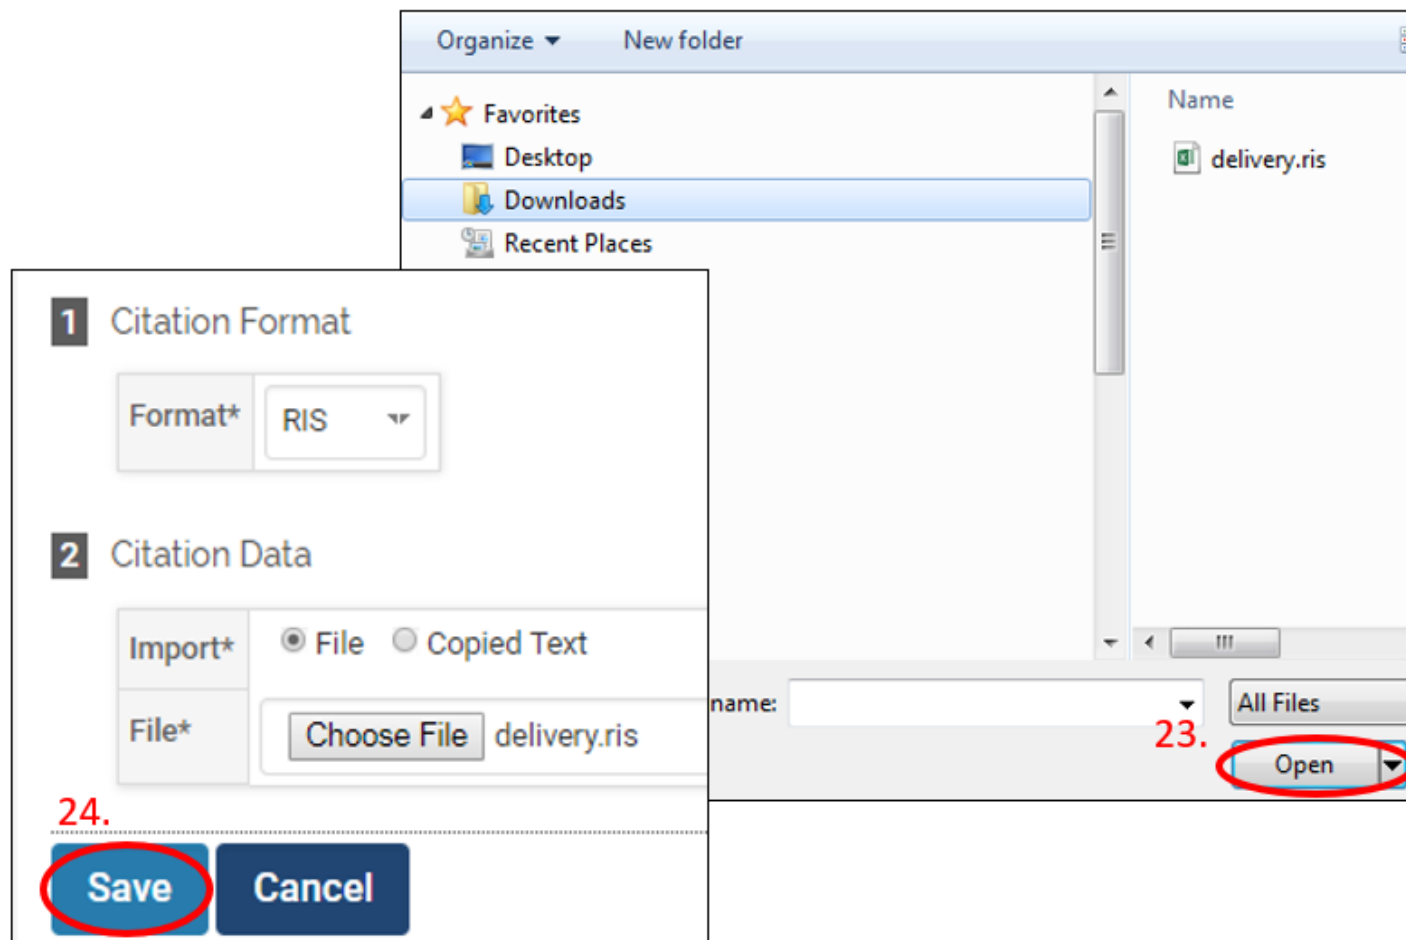 Organize New folder
Favorites
Desktop
Downloads
Recent Places
Name
delivery.ris
1 Citation Format
Format* RIS
2 Citation Data
Import* File Copied Text
File* Choose File delivery.ris
name:
All Files
23.
Open
24.
Save Cancel